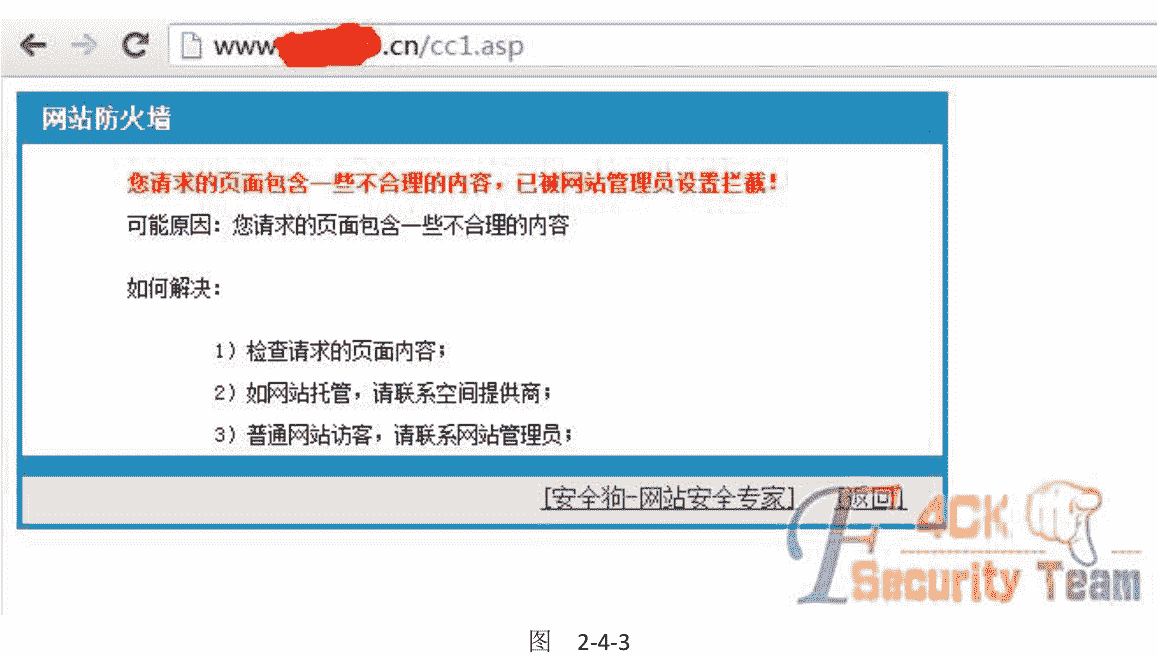 www.
.cn/cc1.asp
网站防火墙
您请求的页面包含一些不合理的内容，已被网站管理员设置拦截！
可能原因：您请求的页面包含一些不合理的内容
如何解决：
1）检查请求的页面内容；
2）如网站托管，请联系空间提供商；
3）普通网站访客，请联系网站管理员；
[安全狗-网站安全专家] [返回]
F4CK
Security Team
图 2-4-3